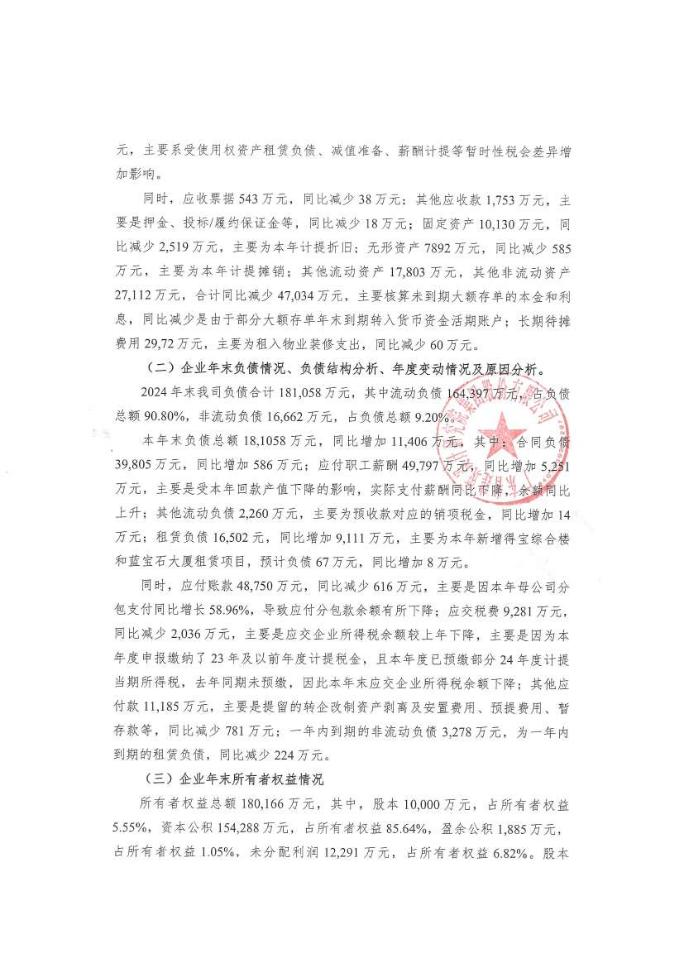 元，主要系受使用权资产租赁负债、减值准备、薪酬计提等暂时性税会差异增
加影响。
同时，应收票据 543 万元，同比减少 38 万元；其他应收款 1,753 万元，主
要是押金、投标/履约保证金等，同比减少 18 万元；固定资产 10,130 万元，同
比减少 2,519 万元，主要为本年计提折旧；无形资产 7892 万元，同比减少 585
万元，主要为本年计提摊销；其他流动资产 17,803 万元，其他非流动资产
27,112 万元，合计同比减少 47,034 万元，主要核算未到期大额存单的本金和利
息，同比减少是由于部分大额存单年末到期转入货币资金活期账户；长期待摊
费用 29,72 万元，主要为租入物业装修支出，同比减少 60 万元。
（二）企业年末负债情况、负债结构分析、年度变动情况及原因分析。
2024 年末我司负债合计 181,058 万元，其中流动负债 164,397 万元，占负债
总额 90.80%，非流动负债 16,662 万元，占负债总额 9.20%。
本年末负债总额 18,1058 万元，同比增加 11,406 万元，其中：合同负债
39,805 万元，同比增加 586 万元；应付职工薪酬 49,797 万元，同比增加 5,251
万元，主要是受本年回款产值下降的影响，实际支付薪酬同比下降，余额同比
上升；其他流动负债 2,260 万元，主要为预收款对应的销项税金，同比增加 14
万元；租赁负债 16,502 元，同比增加 9,111 万元，主要为本年新增得宝综合楼
和蓝宝石大厦租赁项目，预计负债 67 万元，同比增加 8 万元。
同时，应付账款 48,750 万元，同比减少 616 万元，主要是因本年母公司分
包支付同比增长 58.96%，导致应付分包款余额有所下降；应交税费 9,281 万元，
同比减少 2,036 万元，主要是应交企业所得税余额较上年下降，主要是因为本
年度申报缴纳了 23 年及以前年度计提税金，且本年度已预缴部分 24 年度计提
当期所得税，去年同期未预缴，因此本年末应交企业所得税余额下降；其他应
付款 11,185 万元，主要是提留的转企改制资产剥离及安置费用、预提费用、暂
存款等，同比减少 781 万元；一年内到期的非流动负债 3,278 万元，为一年内
到期的租赁负债，同比减少 224 万元。
（三）企业年末所有者权益情况
所有者权益总额 180,166 万元，其中，股本 10,000 万元，占所有者权益
5.55%，资本公积 154,288 万元，占所有者权益 85.64%，盈余公积 1,885 万元，
占所有者权益 1.05%，未分配利润 12,291 万元，占所有者权益 6.82%。股本